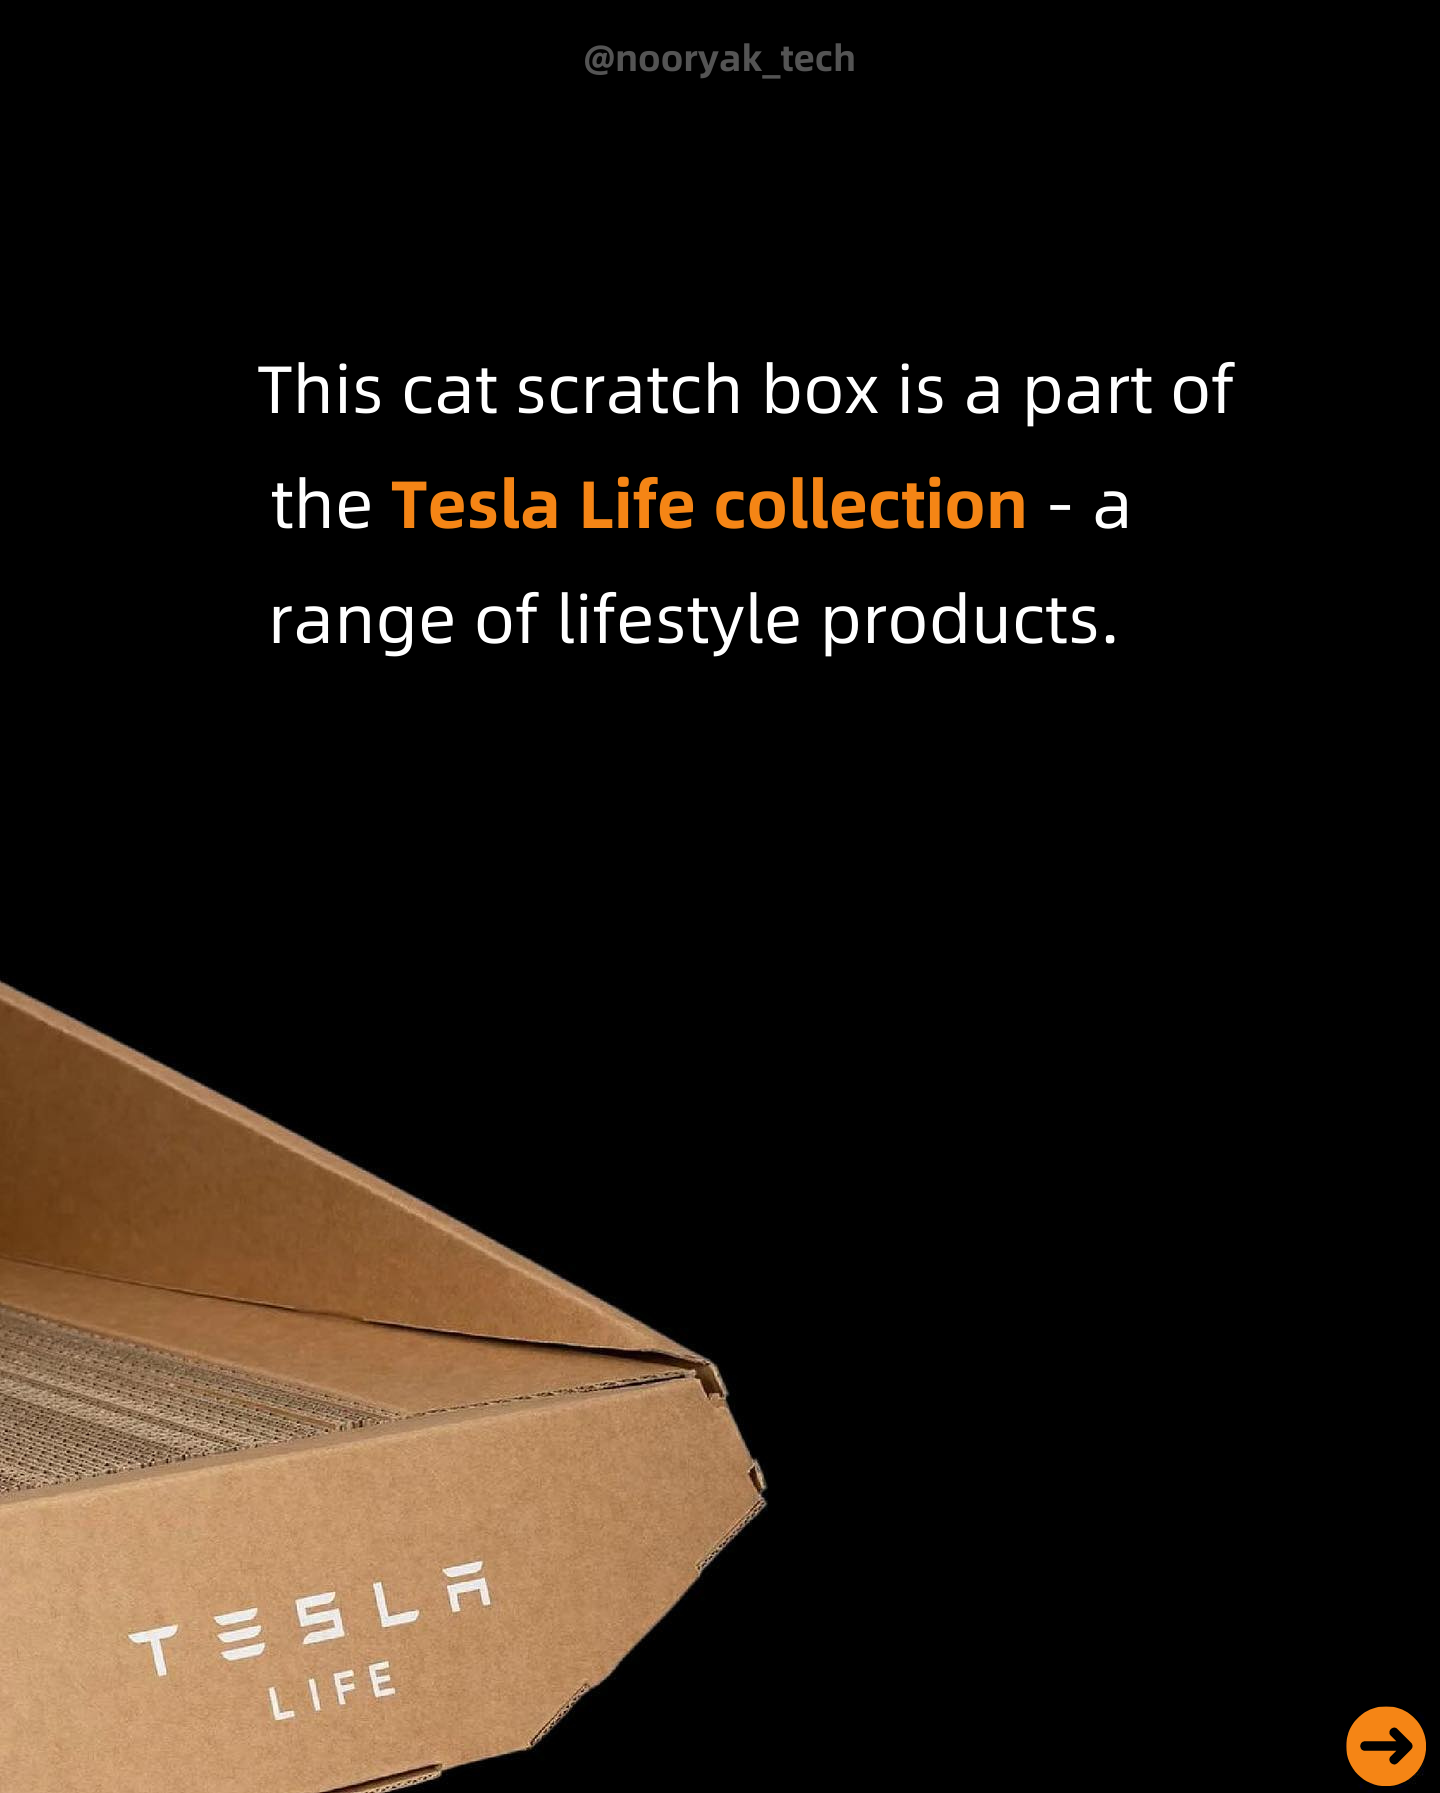 @nooryak_tech
This cat scratch box is a part of
the Tesla Life collection - a
range of lifestyle products.
TESLA
LIFE